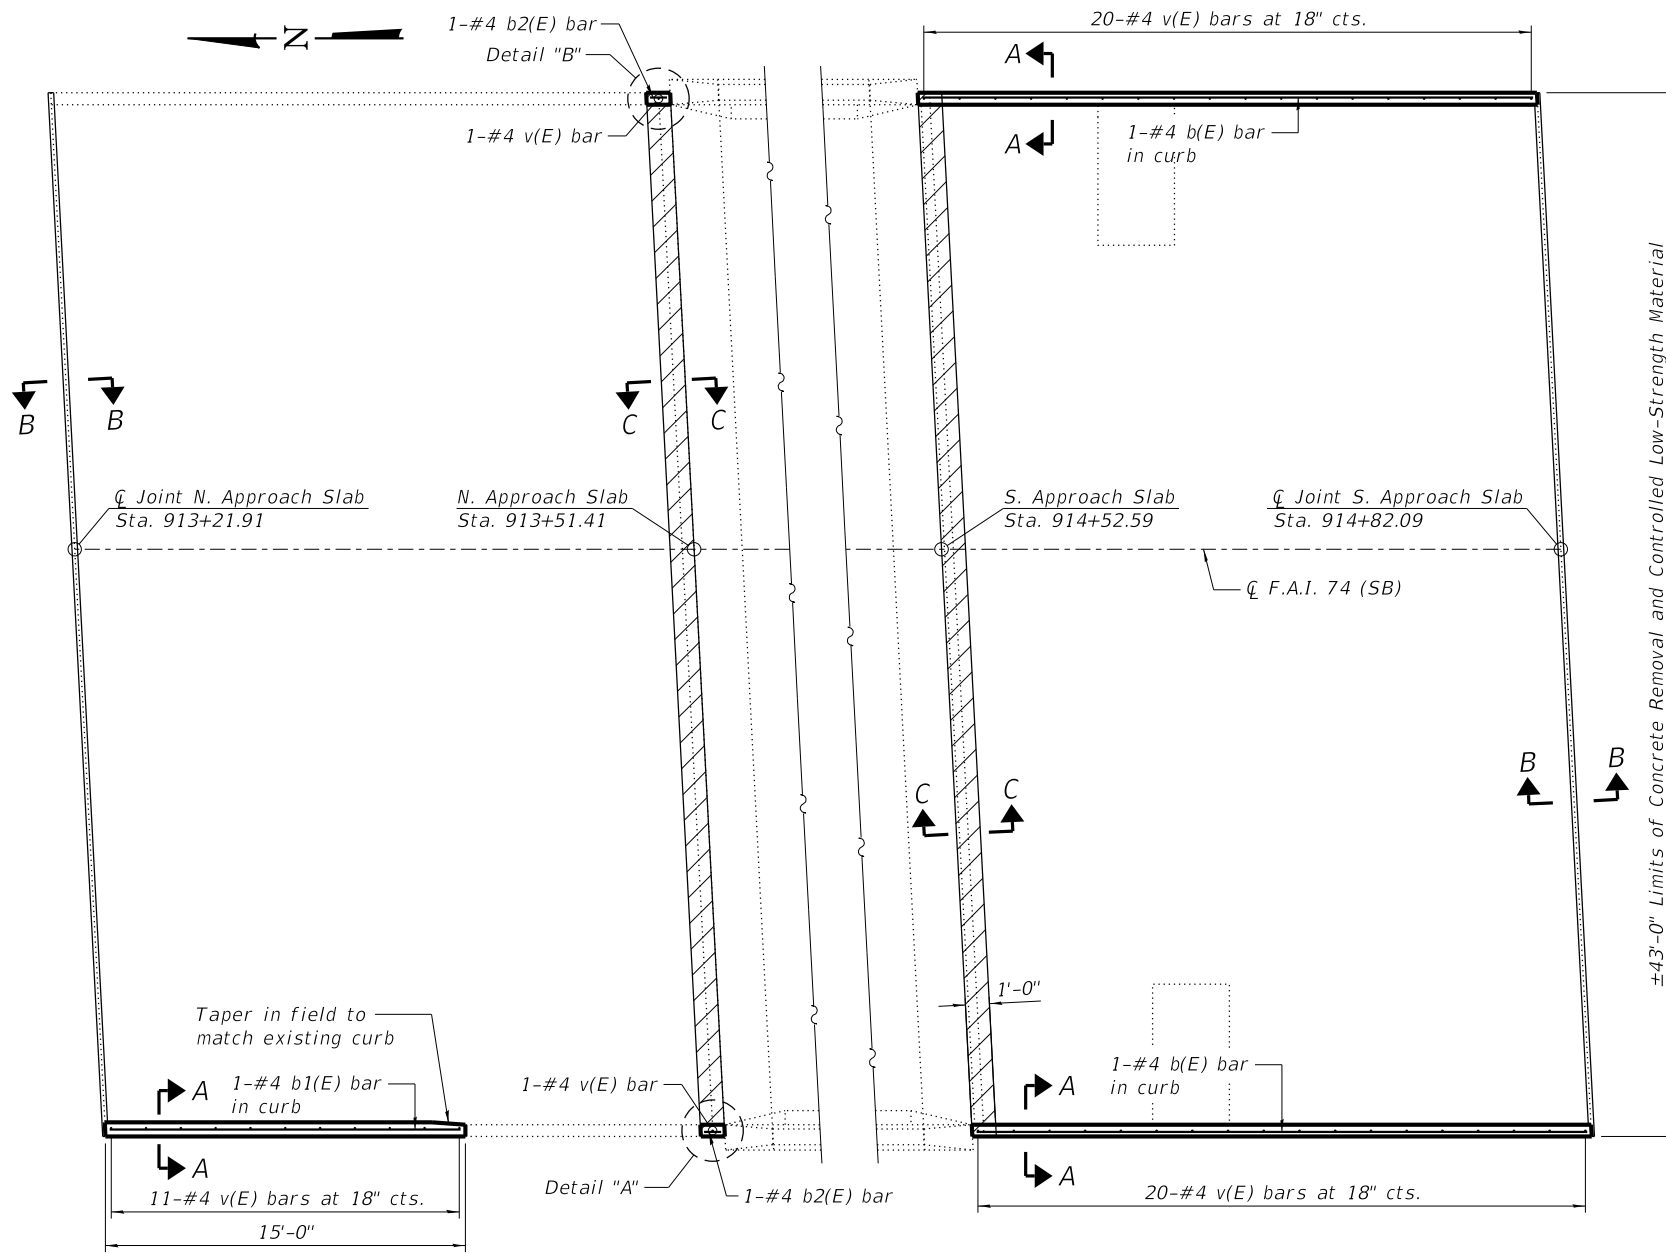 1-#4 b2(E) bar
Detail "B"
N
1-#4 v(E) bar
20-#4 v(E) bars at 18" cts.
A
A
1-#4 b(E) bar
in curb
B
B
C
C
℄ Joint N. Approach Slab
Sta. 913+21.91
N. Approach Slab
Sta. 913+51.41
S. Approach Slab
Sta. 914+52.59
℄ Joint S. Approach Slab
Sta. 914+82.09
℄ F.A.I. 74 (SB)
±43'-0" Limits of Concrete Removal and Controlled Low-Strength Material
B
B
C
C
1'-0"
Taper in field to
match existing curb
A
1-#4 b1(E) bar
in curb
1-#4 v(E) bar
A
1-#4 b(E) bar
in curb
A
A
Detail "A"
1-#4 b2(E) bar
11-#4 v(E) bars at 18" cts.
20-#4 v(E) bars at 18" cts.
15'-0"